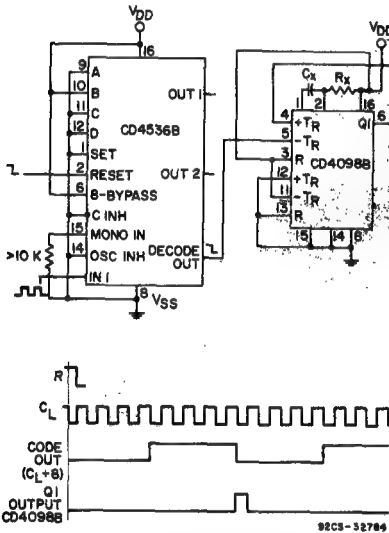 VDD
VDD
16
9 A
10 B
11 C
12 D
1 SET
2 RESET
6 8-BYPASS
C INH
15 MONO IN
14 OSC INH
IN 1
>10 K
CD4536B
OUT 1
OUT 2
DECODE
OUT
8 VSS
CX RX
1 2 16
4 +TR
5 -TR
3 R
12 +TR
11 -TR
13 R
Q1 6
CD4098B
15 14 8
R
CL
CODE
OUT
(CL÷8)
Q1
OUTPUT
CD4098B
92CS-32784